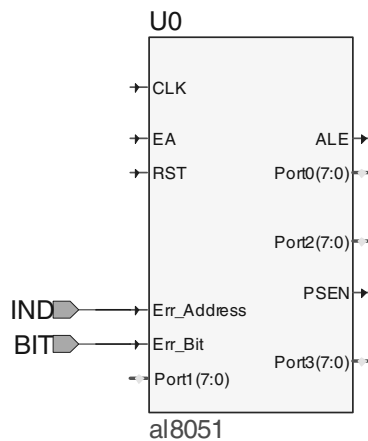 U0
CLK
EA ALE
RST Port0(7:0)
Port2(7:0)
PSEN
IND Err_Address
BIT Err_Bit
Port3(7:0)
Port1(7:0)
al8051